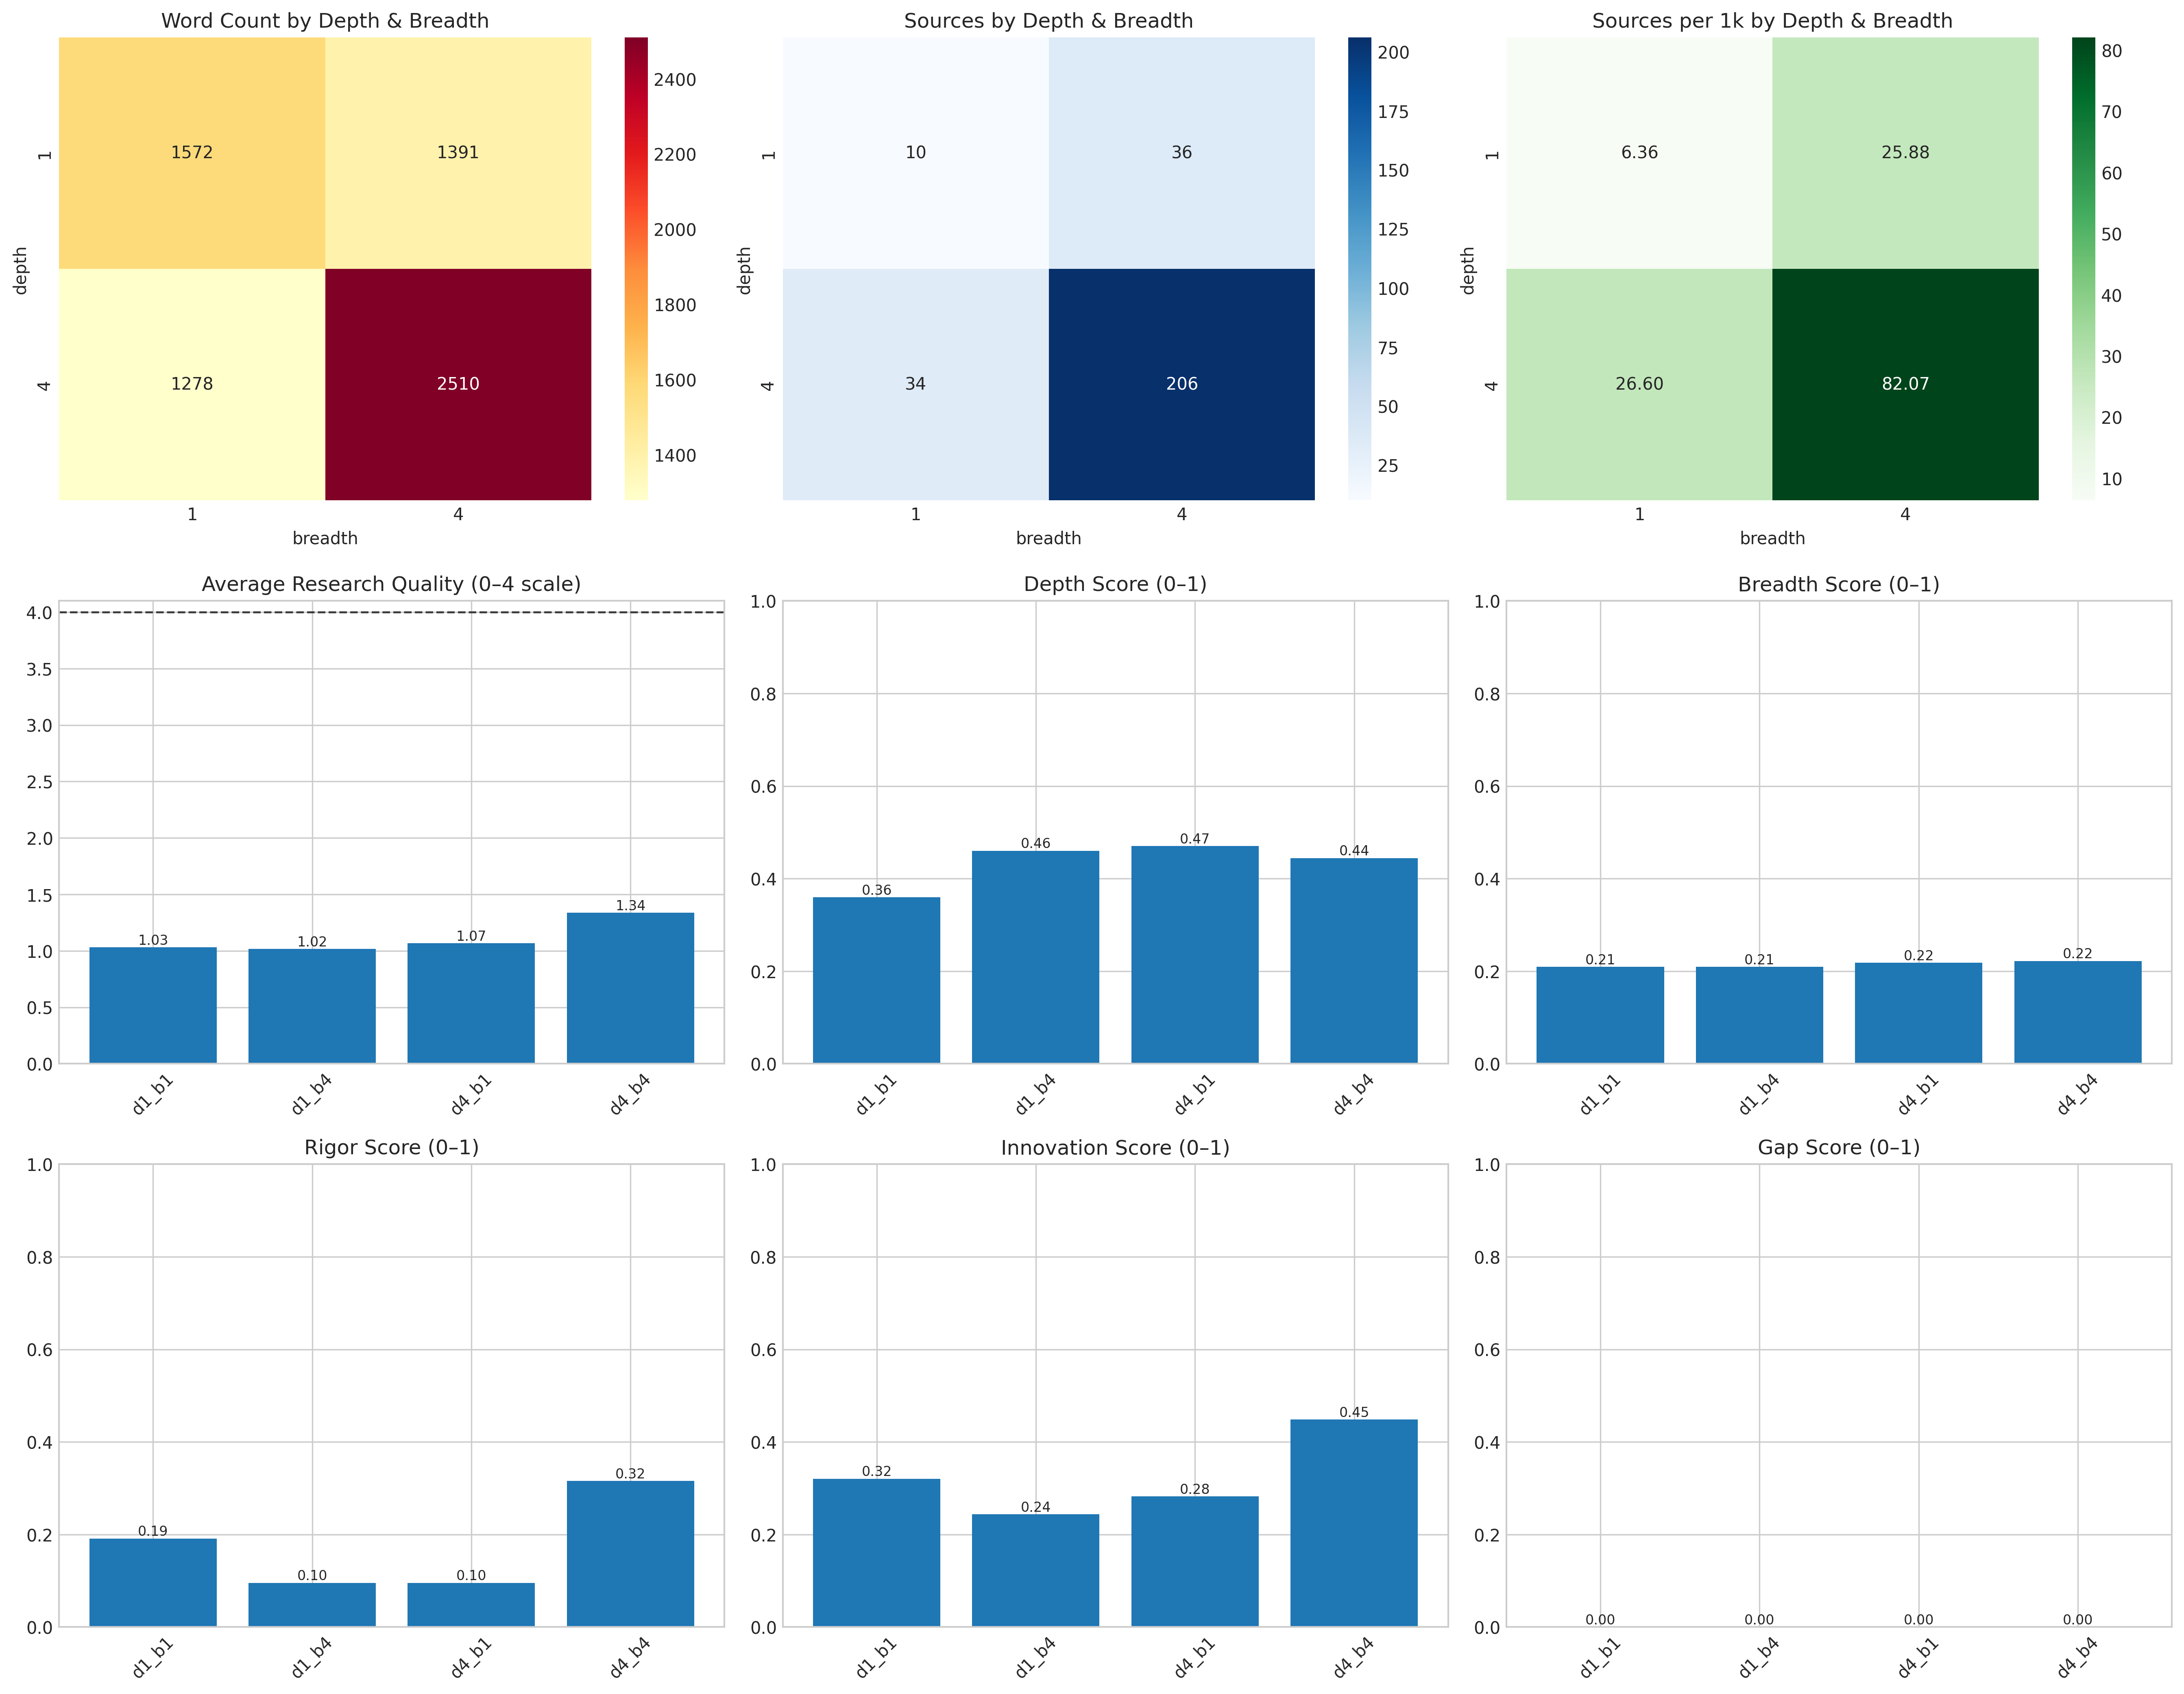 Word Count by Depth & Breadth
1572 1391
1278 2510
1
4
depth
1 4
breadth
2400
2200
2000
1800
1600
1400
Sources by Depth & Breadth
10 36
34 206
1
4
depth
1 4
breadth
200
175
150
125
100
75
50
25
Sources per 1k by Depth & Breadth
6.36 25.88
26.60 82.07
1
4
depth
1 4
breadth
80
70
60
50
40
30
20
10
Average Research Quality (0–4 scale)
4.0
3.5
3.0
2.5
2.0
1.5
1.0
0.5
0.0
1.03 1.02 1.07 1.34
d1_b1 d1_b4 d4_b1 d4_b4
Depth Score (0–1)
1.0
0.8
0.6
0.4
0.2
0.0
0.36 0.46 0.47 0.44
d1_b1 d1_b4 d4_b1 d4_b4
Breadth Score (0–1)
1.0
0.8
0.6
0.4
0.2
0.0
0.21 0.21 0.22 0.22
d1_b1 d1_b4 d4_b1 d4_b4
Rigor Score (0–1)
1.0
0.8
0.6
0.4
0.2
0.0
0.19 0.10 0.10 0.32
d1_b1 d1_b4 d4_b1 d4_b4
Innovation Score (0–1)
1.0
0.8
0.6
0.4
0.2
0.0
0.32 0.24 0.28 0.45
d1_b1 d1_b4 d4_b1 d4_b4
Gap Score (0–1)
1.0
0.8
0.6
0.4
0.2
0.0
0.00 0.00 0.00 0.00
d1_b1 d1_b4 d4_b1 d4_b4